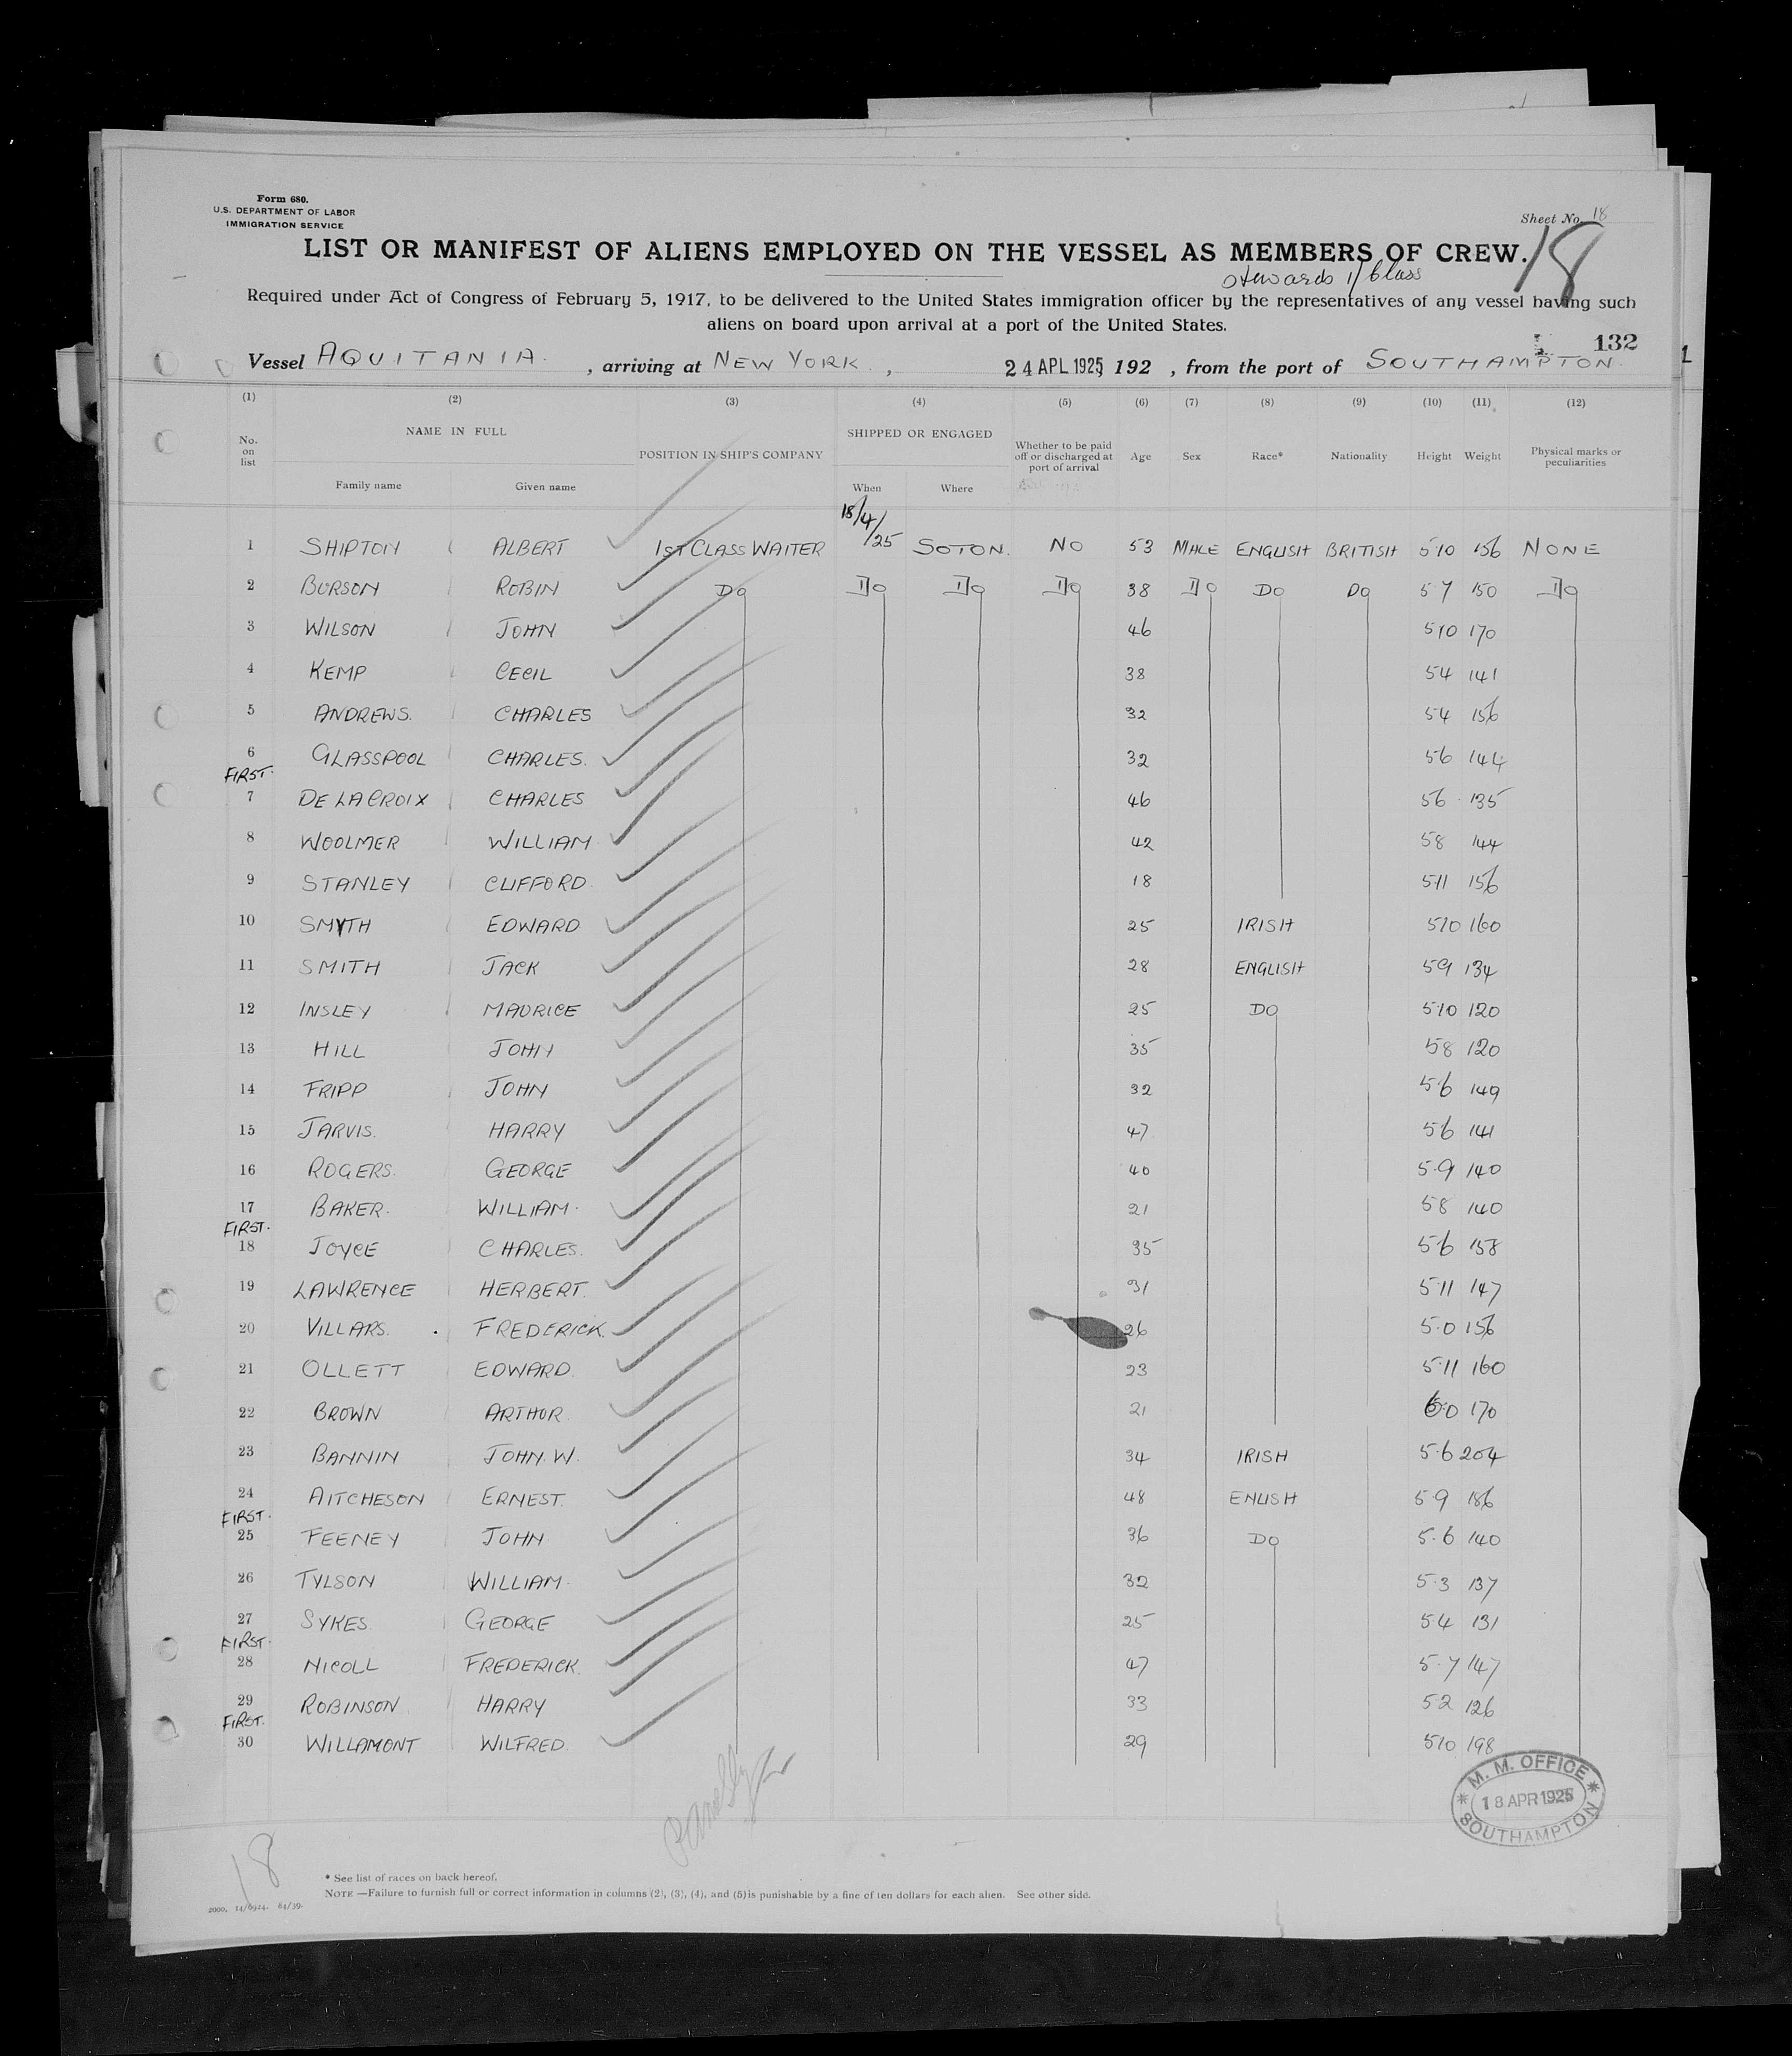 Form 680.
U.S. DEPARTMENT OF LABOR
IMMIGRATION SERVICE
Sheet No. 18
18
LIST OR MANIFEST OF ALIENS EMPLOYED ON THE VESSEL AS MEMBERS OF CREW.
Stewards 1/ Class
Required under Act of Congress of February 5, 1917, to be delivered to the United States immigration officer by the representatives of any vessel having such
aliens on board upon arrival at a port of the United States.
132
Vessel AQUITANIA. , arriving at NEW YORK. , 24 APL 1925, 192 , from the port of SOUTHAMPTON.
(1) (2) (3) (4) (5) (6) (7) (8) (9) (10) (11) (12)
No. on list NAME IN FULL POSITION IN SHIP'S COMPANY SHIPPED OR ENGAGED Whether to be paid off or discharged at port of arrival Age Sex Race* Nationality Height Weight Physical marks or peculiarities
Family name Given name When Where
1 SHIPTON ALBERT 1ST CLASS WAITER 18/4/25 SOTON. NO 53 MALE ENGLISH BRITISH 5·10 156 NONE
2 BURSON ROBIN DO DO DO DO 38 DO DO DO 5 7 150 DO
3 WILSON JOHN 46 5 10 170
4 KEMP CECIL 38 5 4 141
5 ANDREWS. CHARLES 32 5 4 156
6 GLASSPOOL CHARLES. 32 5 6 144
FIRST.
7 DE LA CROIX CHARLES 46 5 6 135
8 WOOLMER WILLIAM 42 5 8 144
9 STANLEY CLIFFORD. 18 5 11 156
10 SMYTH EDWARD 25 IRISH 5 10 160
11 SMITH JACK 28 ENGLISH 5 9 134
12 INSLEY MAURICE 25 DO 5·10 120
13 HILL JOHN 35 5 8 120
14 FRIPP JOHN 32 5·6 149
15 JARVIS. HARRY 47 5 6 141
16 ROGERS. GEORGE 40 5·9 140
17 BAKER. WILLIAM. 21 5 8 140
FIRST.
18 JOYCE CHARLES. 35 5·6 158
19 LAWRENCE HERBERT. 31 5·11 147
20 VILLARS. FREDERICK. 26 5·0 156
21 OLLETT EDWARD. 23 5·11 160
22 BROWN ARTHUR 21 6·0 170
23 BANNIN JOHN. W. 34 IRISH 5·6 204
24 AITCHESON ERNEST. 48 ENLISH 5 9 186
FIRST.
25 FEENEY JOHN. 36 DO 5·6 140
26 TYLSON WILLIAM. 32 5·3 137
27 SYKES. GEORGE 25 5·4 131
FIRST.
28 NICOLL FREDERICK. 47 5·7 147
29 ROBINSON HARRY 33 5·2 126
FIRST.
30 WILLAMONT WILFRED. 29 5 10 198
M. M. OFFICE
18 APR 1925
SOUTHAMPTON
18
* See list of races on back hereof.
NOTE —Failure to furnish full or correct information in columns (2), (3), (4), and (5) is punishable by a fine of ten dollars for each alien. See other side.